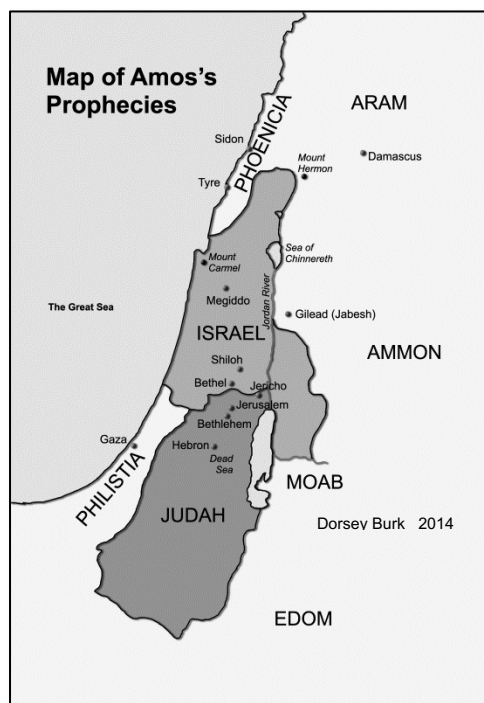 Map of Amos's
Prophecies
PHOENICIA
ARAM
Sidon
Mount
Hermon
Damascus
Tyre
Sea of
Chinnereth
Mount
Carmel
Megiddo
The Great Sea
Jordan River
Gilead (Jabesh)
ISRAEL
AMMON
Shiloh
Bethel
Jericho
Jerusalem
Bethlehem
Gaza
Hebron
Dead
Sea
PHILISTIA
MOAB
JUDAH
Dorsey Burk 2014
EDOM